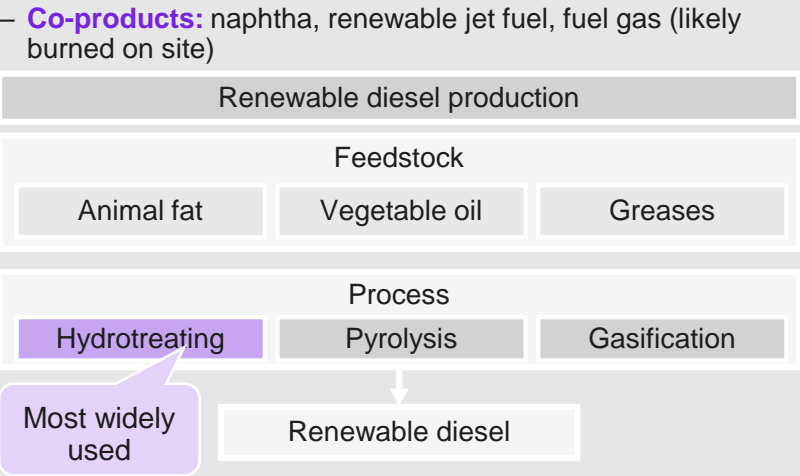 – Co-products: naphtha, renewable jet fuel, fuel gas (likely
burned on site)
Renewable diesel production
Feedstock
Animal fat
Vegetable oil
Greases
Process
Hydrotreating
Pyrolysis
Gasification
Most widely
used
Renewable diesel